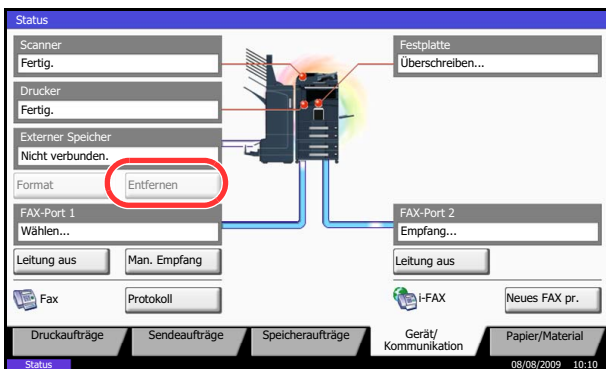 Status
Scanner
Fertig.
Festplatte
Überschreiben...
Drucker
Fertig.
Externer Speicher
Nicht verbunden.
Format
Entfernen
FAX-Port 1
Wählen...
FAX-Port 2
Empfang...
Leitung aus
Man. Empfang
Leitung aus
Fax
Protokoll
i-FAX
Neues FAX pr.
Druckaufträge
Sendeaufträge
Speicheraufträge
Gerät/
Kommunikation
Papier/Material
Status
08/08/2009 10:10